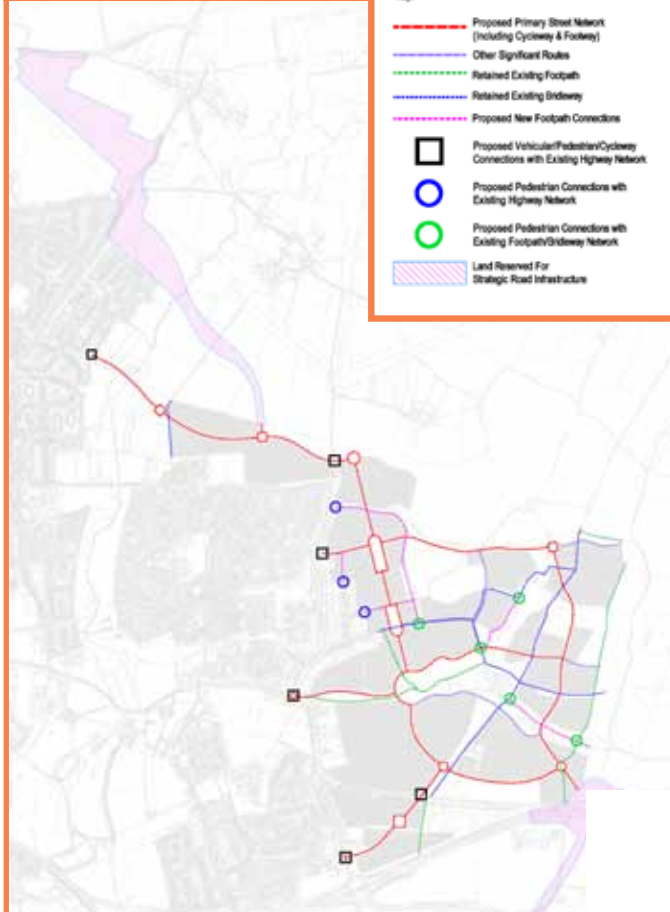 Proposed Primary Street Network
(Including Cycleway & Footway)
Other Significant Routes
Retained Existing Footpath
Retained Existing Bridleway
Proposed New Footpath Connections
Proposed Vehicular/Pedestrian/Cycleway
Connections with Existing Highway Network
Proposed Pedestrian Connections with
Existing Highway Network
Proposed Pedestrian Connections with
Existing Footpath/Bridleway Network
Land Reserved For
Strategic Road Infrastructure